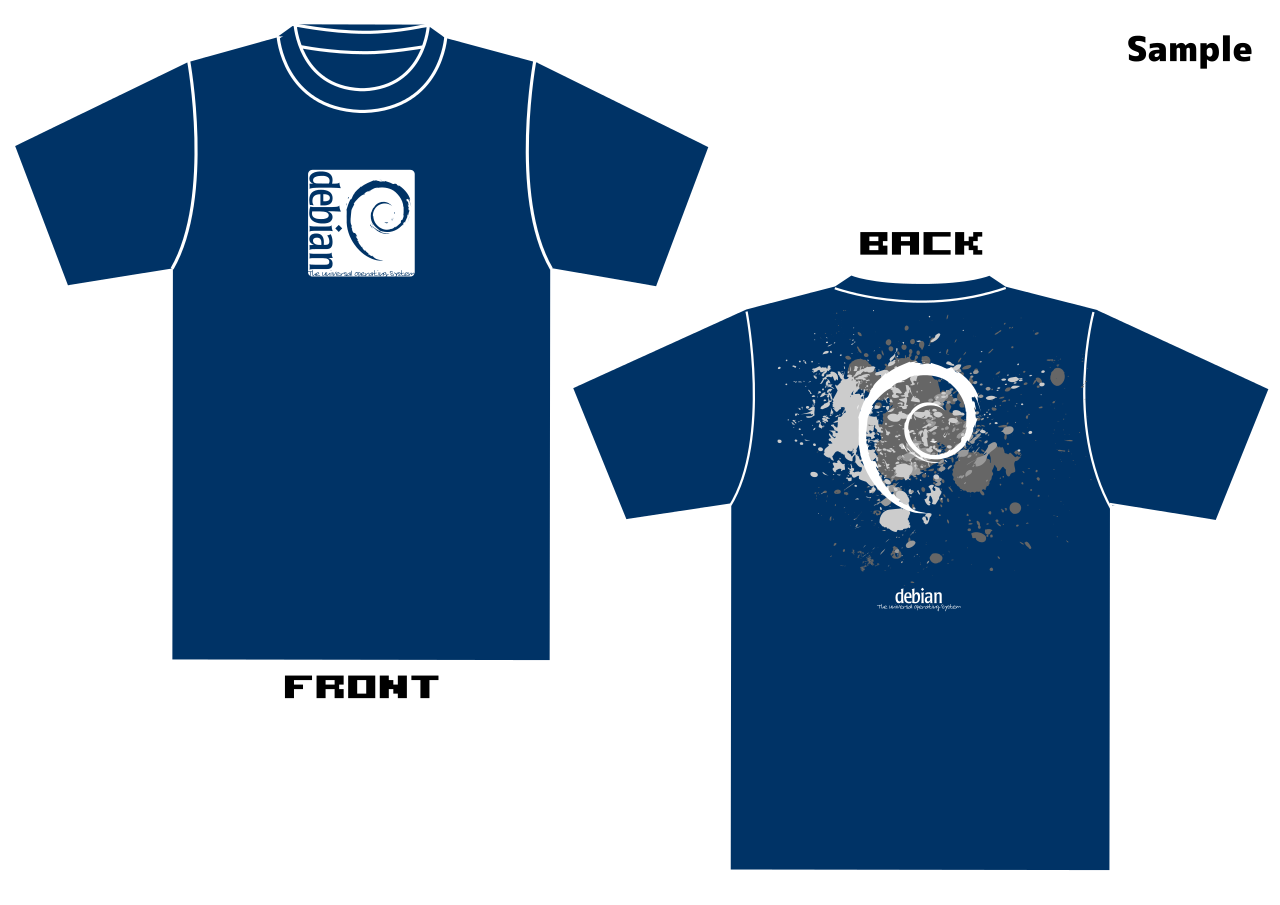 Sample
debian
The universal operating system
FRONT
BACK
debian
The universal operating system